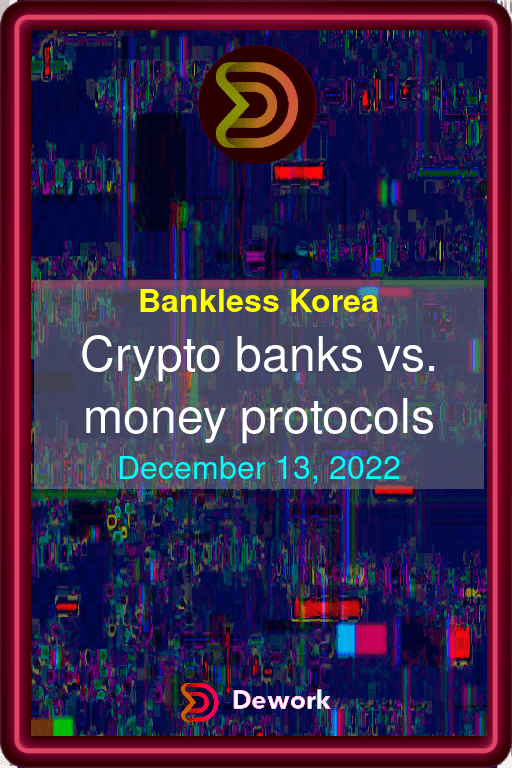 Bankless Korea
Crypto banks vs.
money protocols
December 13, 2022
Dework